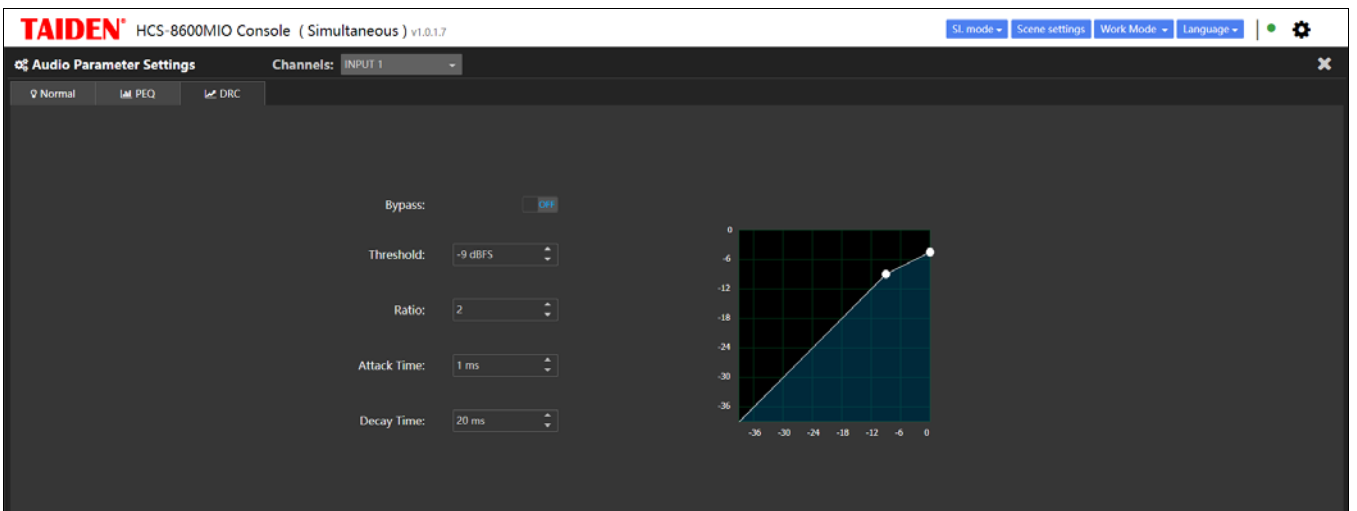 TAIDEN® HCS-8600MIO Console ( Simultaneous ) v1.0.1.7 SL mode Scene settings Work Mode Language
Audio Parameter Settings Channels: INPUT 1
Normal PEQ DRC
Bypass: OFF
Threshold: -9 dBFS
Ratio: 2
Attack Time: 1 ms
Decay Time: 20 ms
0
-6
-12
-18
-24
-30
-36
-36 -30 -24 -18 -12 -6 0